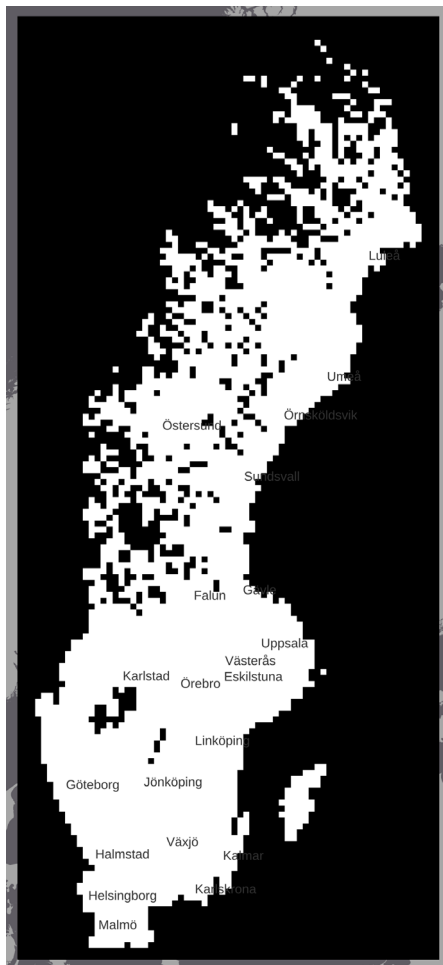 Luleå
Umeå
Örnsköldsvik
Östersund
Sundsvall
Gävle
Falun
Uppsala
Västerås
Karlstad
Eskilstuna
Örebro
Linköping
Göteborg
Jönköping
Växjö
Halmstad
Kalmar
Karlskrona
Helsingborg
Malmö